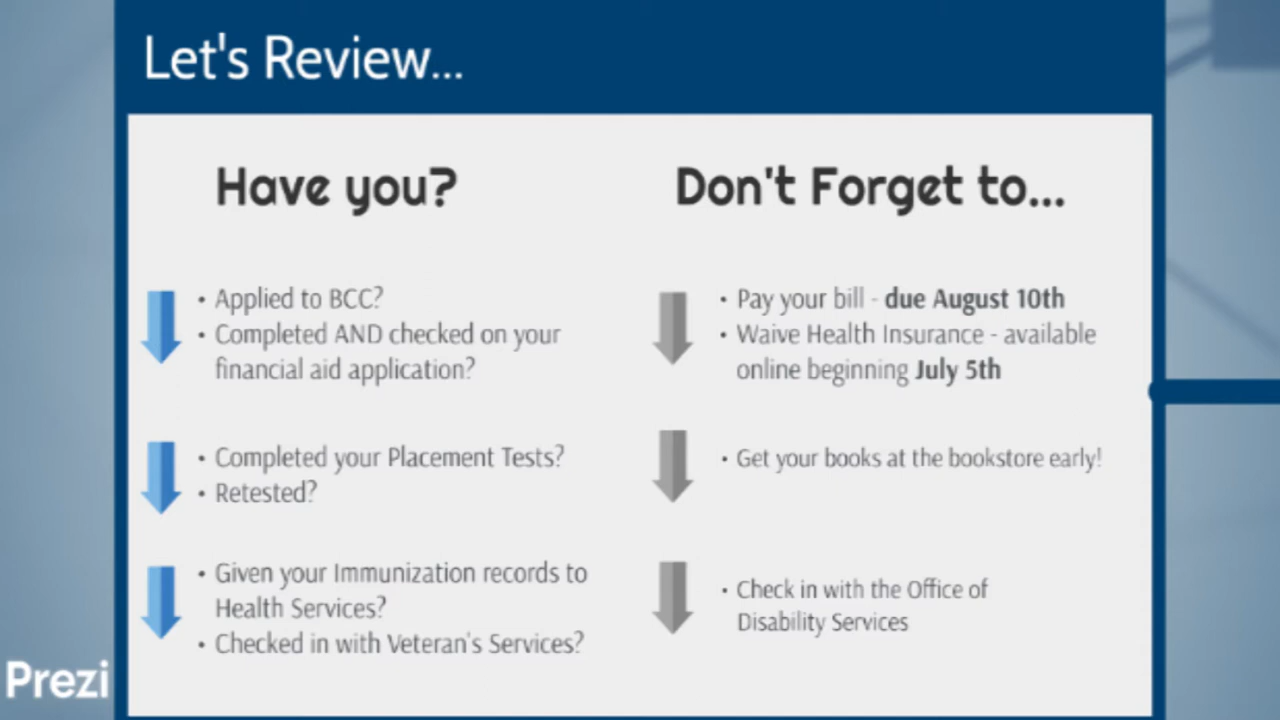 Let's Review...
Have you?
• Applied to BCC?
• Completed AND checked on your
financial aid application?
• Completed your Placement Tests?
• Retested?
• Given your Immunization records to
Health Services?
• Checked in with Veteran's Services?
Don't Forget to...
• Pay your bill - due August 10th
• Waive Health Insurance - available
online beginning July 5th
• Get your books at the bookstore early!
• Check in with the Office of
Disability Services
Prezi